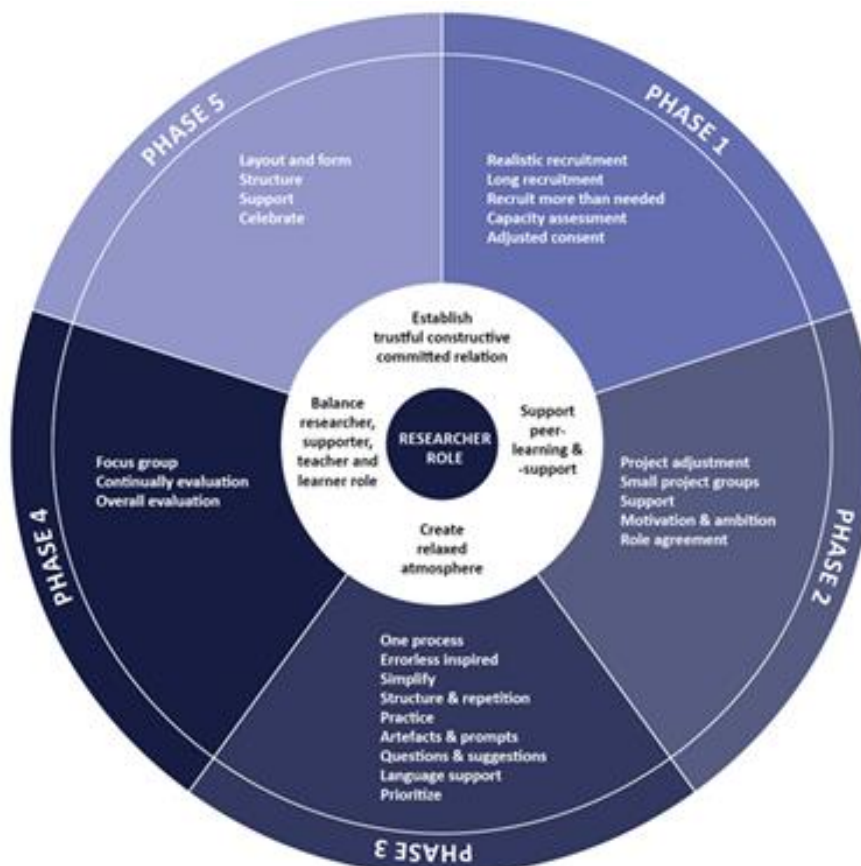 PHASE 1
Realistic recruitment
Long recruitment
Recruit more than needed
Capacity assessment
Adjusted consent
PHASE 2
Project adjustment
Small project groups
Support
Motivation & ambition
Role agreement
PHASE 3
One process
Errorless inspired
Simplify
Structure & repetition
Practice
Artefacts & prompts
Questions & suggestions
Language support
Prioritize
PHASE 4
Focus group
Continually evaluation
Overall evaluation
PHASE 5
Layout and form
Structure
Support
Celebrate
Establish
trustful constructive
committed relation
Support
peer-
learning &
-support
Create
relaxed
atmosphere
Balance
researcher,
supporter,
teacher and
learner role
RESEARCHER
ROLE